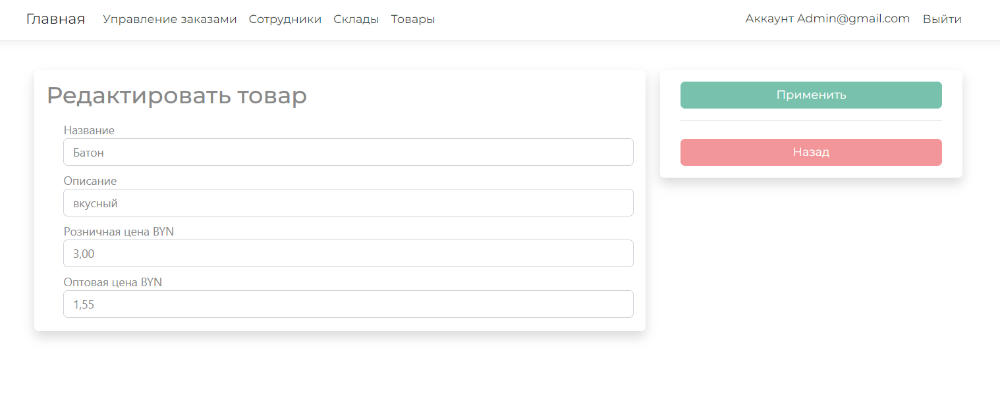 Главная Управление заказами Сотрудники Склады Товары Аккаунт Admin@gmail.com Выйти
Редактировать товар
Название
Батон
Описание
вкусный
Розничная цена BYN
3,00
Оптовая цена BYN
1,55
Применить
Назад